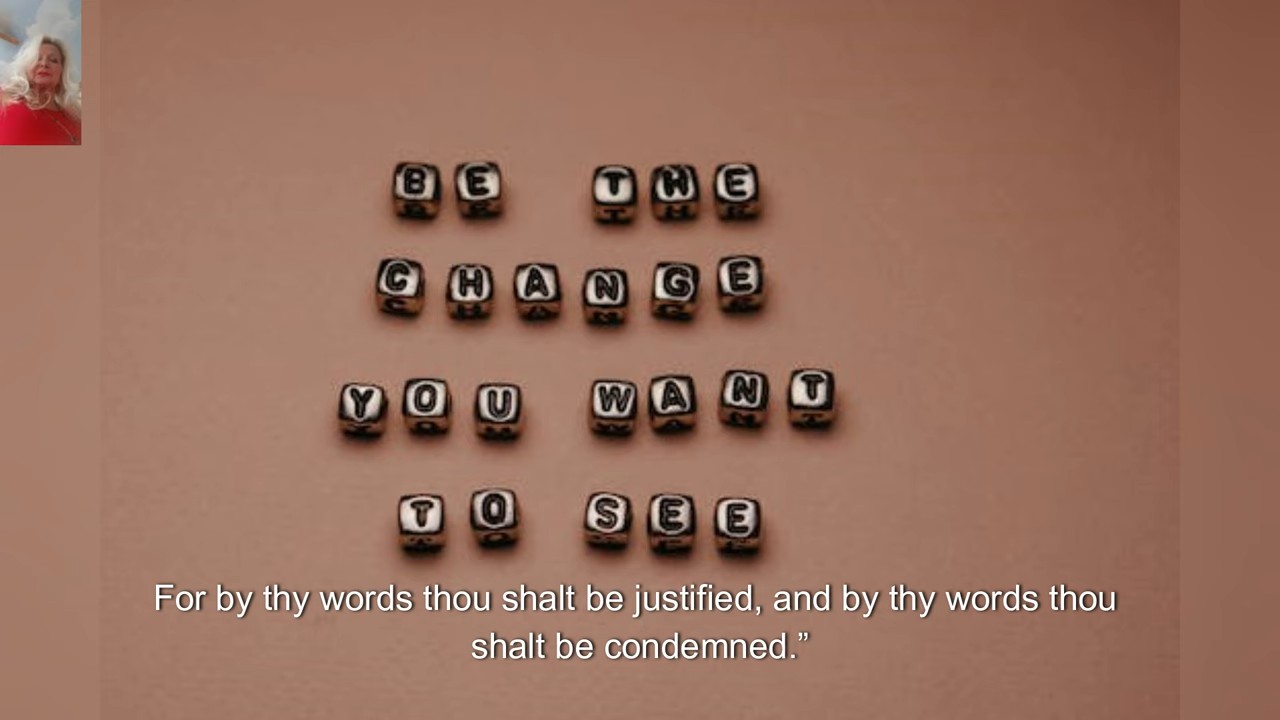 BE THE
CHANGE
YOU WANT
TO SEE
For by thy words thou shalt be justified, and by thy words thou
shalt be condemned.”